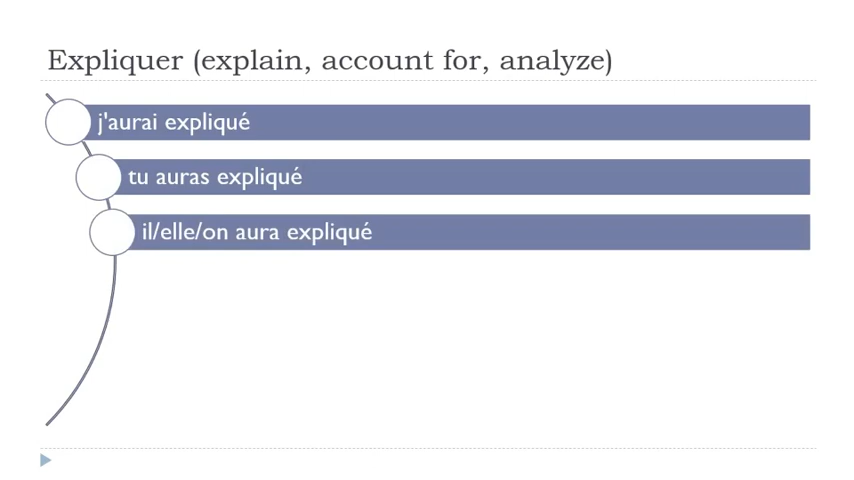 Expliquer (explain, account for, analyze)
j'aurai expliqué
tu auras expliqué
il/elle/on aura expliqué